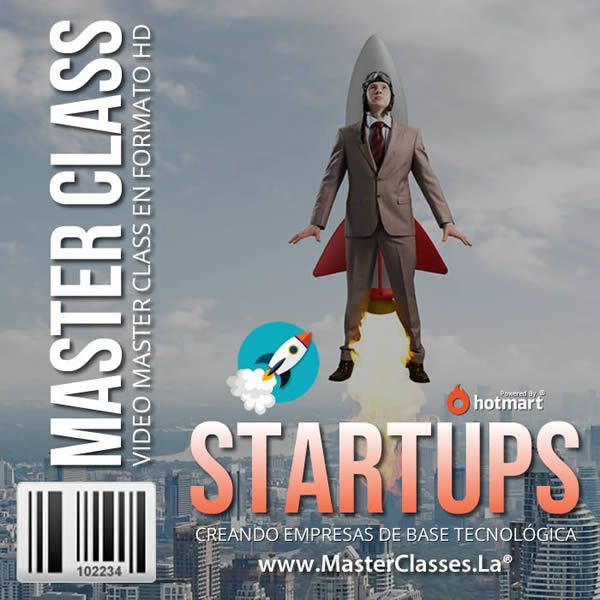 MASTER CLASS
VIDEO MASTER CLASS EN FORMATO HD
Powered By ®
hotmart
STARTUPS
CREANDO EMPRESAS DE BASE TECNOLÓGICA
www.MasterClasses.La®
102234